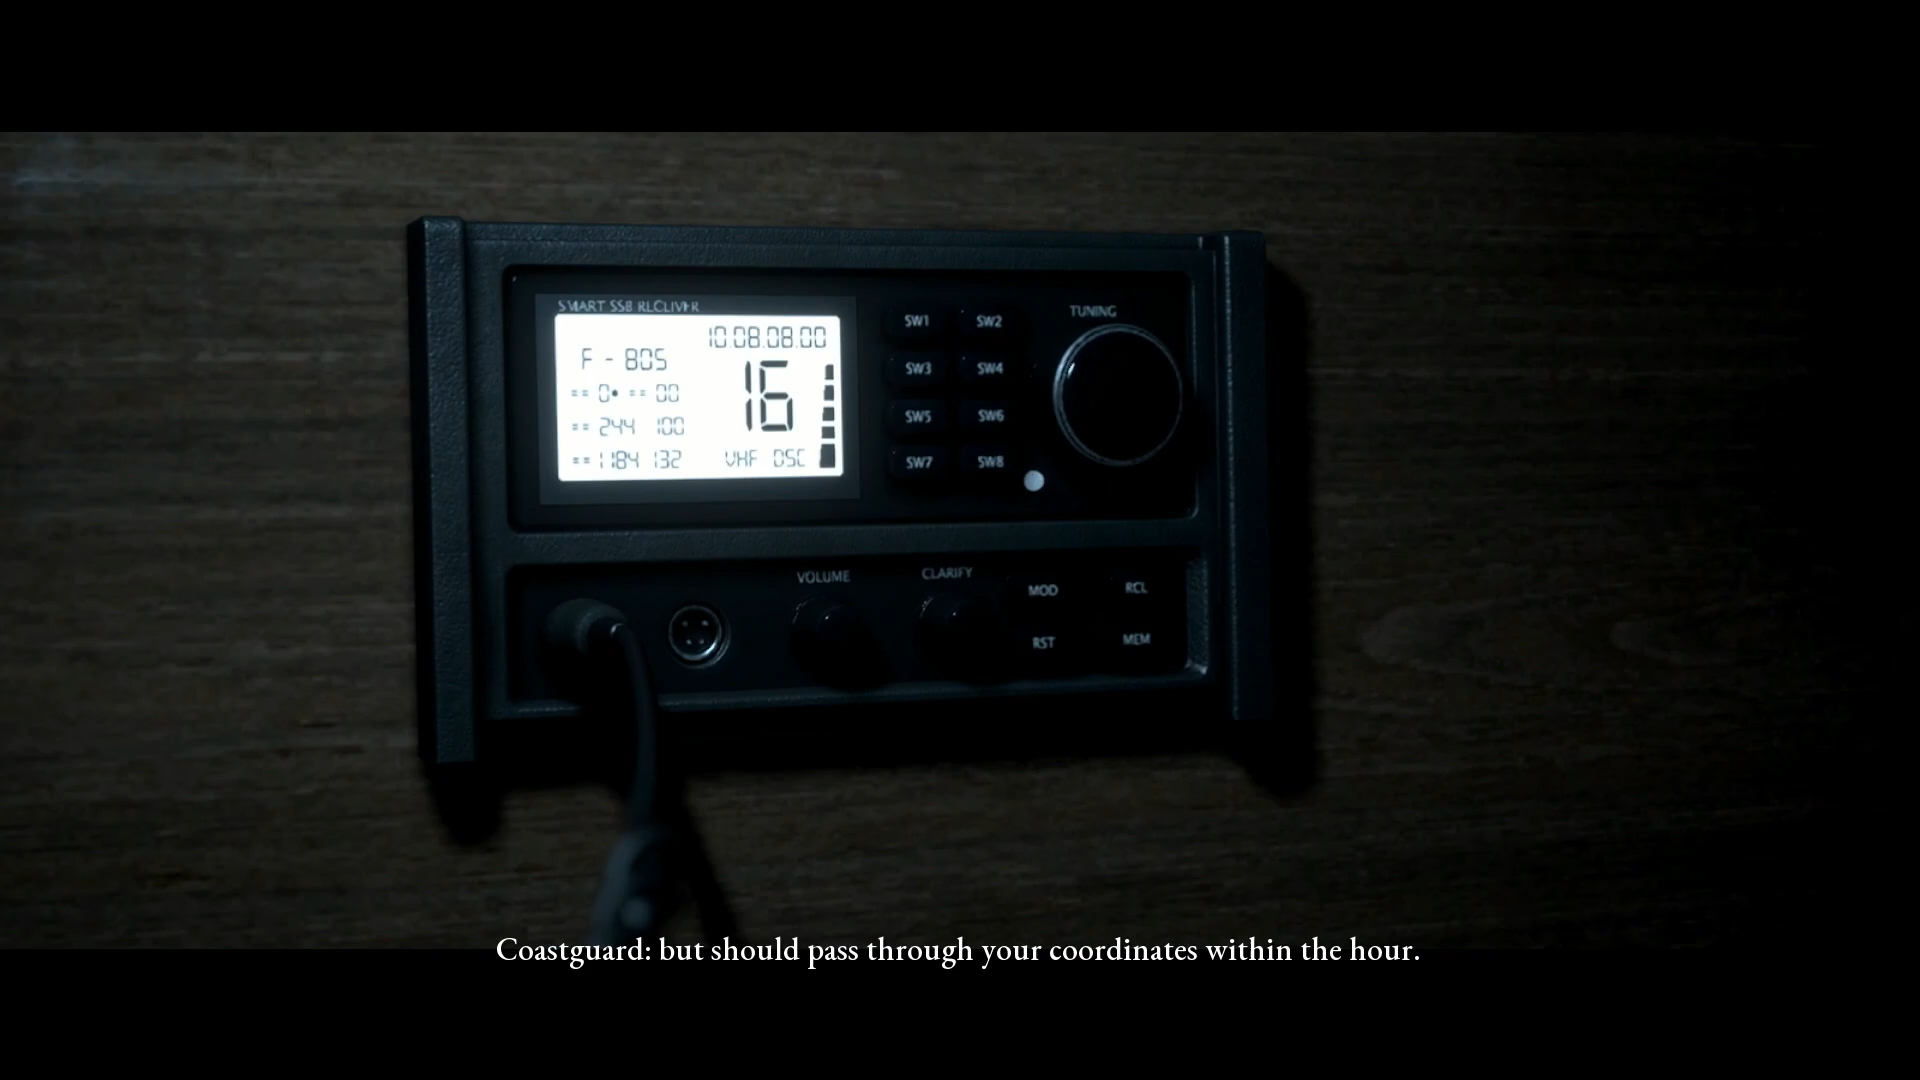 SMART SSB RECLIVER
10:08.08.00
F - 805
16
== 0• == 00
== 244 100
== 1184 132
VHF DSC
SW1 SW2
SW3 SW4
SW5 SW6
SW7 SW8
TUNING
VOLUME
CLARIFY
MOD RCL
RST MEM
Coastguard: but should pass through your coordinates within the hour.